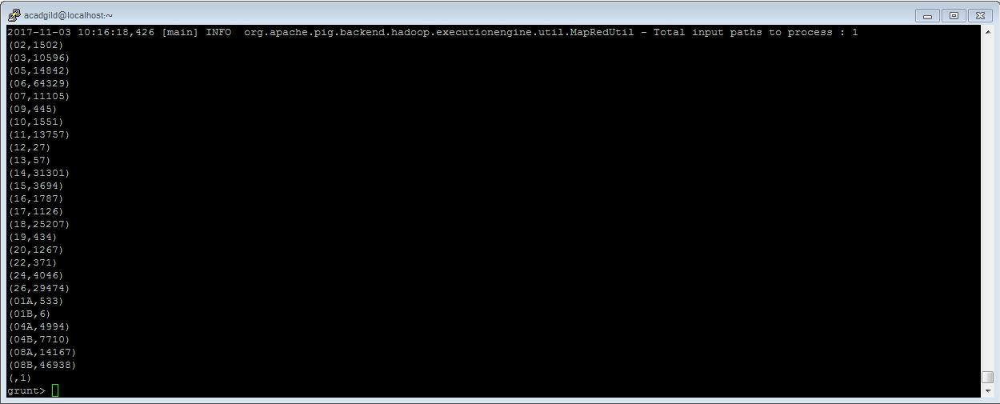 acadgild@localhost:~
2017-11-03 10:16:18,426 [main] INFO  org.apache.pig.backend.hadoop.executionengine.util.MapRedUtil - Total input paths to process : 1
(02,1502)
(03,10596)
(05,14842)
(06,64329)
(07,11105)
(09,445)
(10,1551)
(11,13757)
(12,27)
(13,57)
(14,31301)
(15,3694)
(16,1787)
(17,1126)
(18,25207)
(19,434)
(20,1267)
(22,371)
(24,4046)
(26,29474)
(01A,533)
(01B,6)
(04A,4994)
(04B,7710)
(08A,14167)
(08B,46938)
(,1)
grunt>